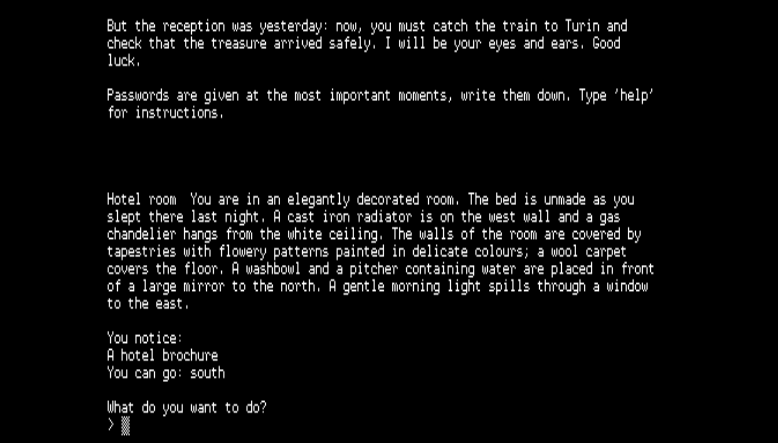 But the reception was yesterday: now, you must catch the train to Turin and
check that the treasure arrived safely. I will be your eyes and ears. Good
luck.
Passwords are given at the most important moments, write them down. Type 'help'
for instructions.
Hotel room  You are in an elegantly decorated room. The bed is unmade as you
slept there last night. A cast iron radiator is on the west wall and a gas
chandelier hangs from the white ceiling. The walls of the room are covered by
tapestries with flowery patterns painted in delicate colours; a wool carpet
covers the floor. A washbowl and a pitcher containing water are placed in front
of a large mirror to the north. A gentle morning light spills through a window
to the east.
You notice:
A hotel brochure
You can go: south
What do you want to do?
>